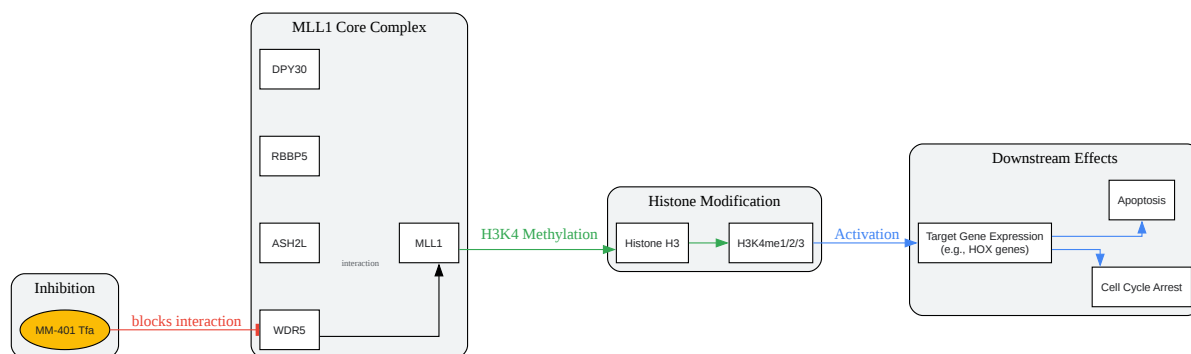 MLL1 Core Complex
DPY30
RBBP5
ASH2L
MLL1
interaction
WDR5
Inhibition
MM-401 Tfa
blocks interaction
H3K4 Methylation
Histone Modification
Histone H3
H3K4me1/2/3
Activation
Downstream Effects
Target Gene Expression
(e.g., HOX genes)
Apoptosis
Cell Cycle Arrest